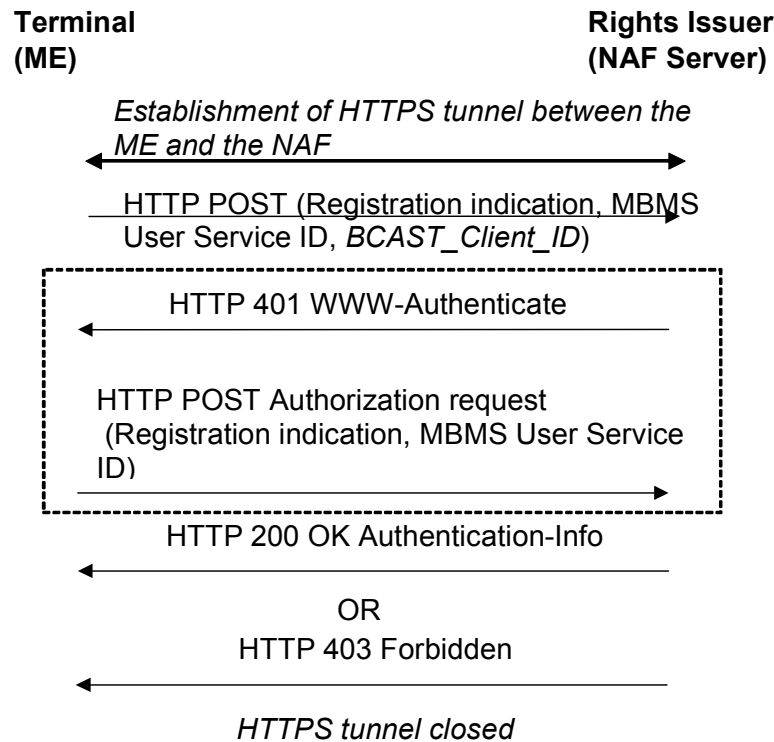 Terminal
(ME)
Rights Issuer
(NAF Server)
Establishment of HTTPS tunnel between the
ME and the NAF
HTTP POST (Registration indication, MBMS
User Service ID, BCAST_Client_ID)
HTTP 401 WWW-Authenticate
HTTP POST Authorization request
(Registration indication, MBMS User Service
ID)
HTTP 200 OK Authentication-Info
OR
HTTP 403 Forbidden
HTTPS tunnel closed